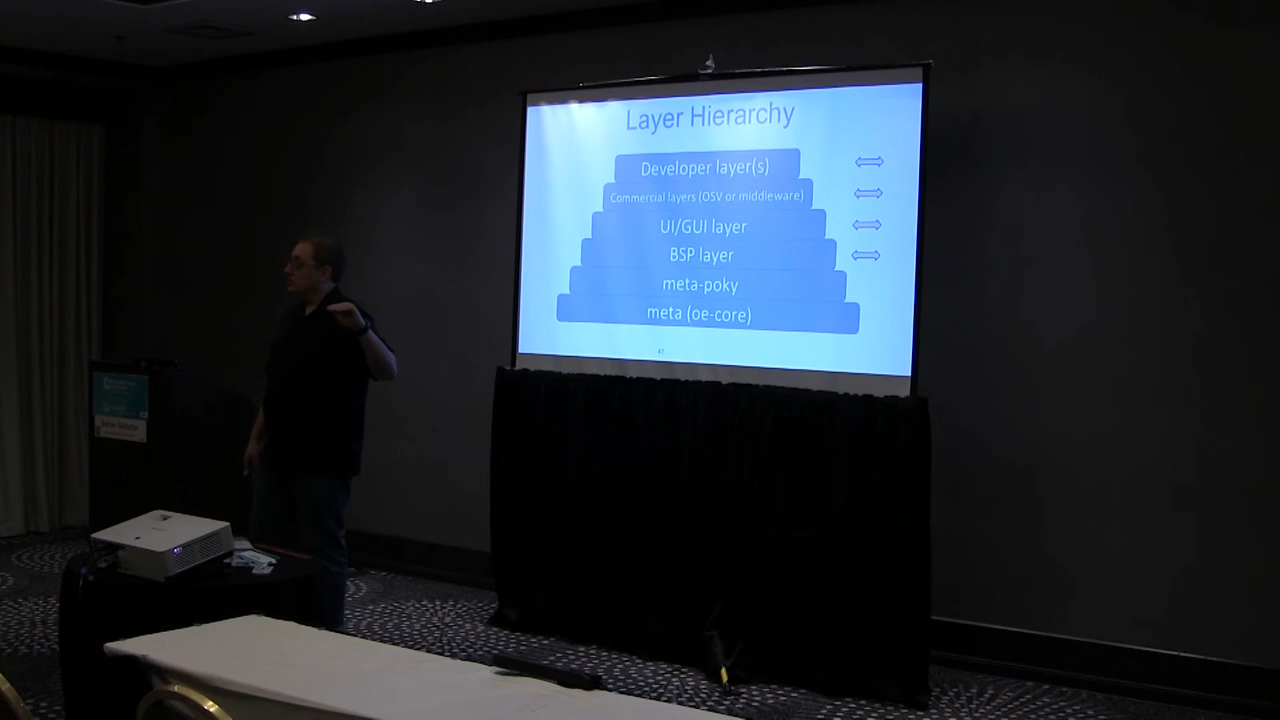 Layer Hierarchy
Developer layer(s)
Commercial layers (OSV or middleware)
UI/GUI layer
BSP layer
meta-poky
meta (oe-core)